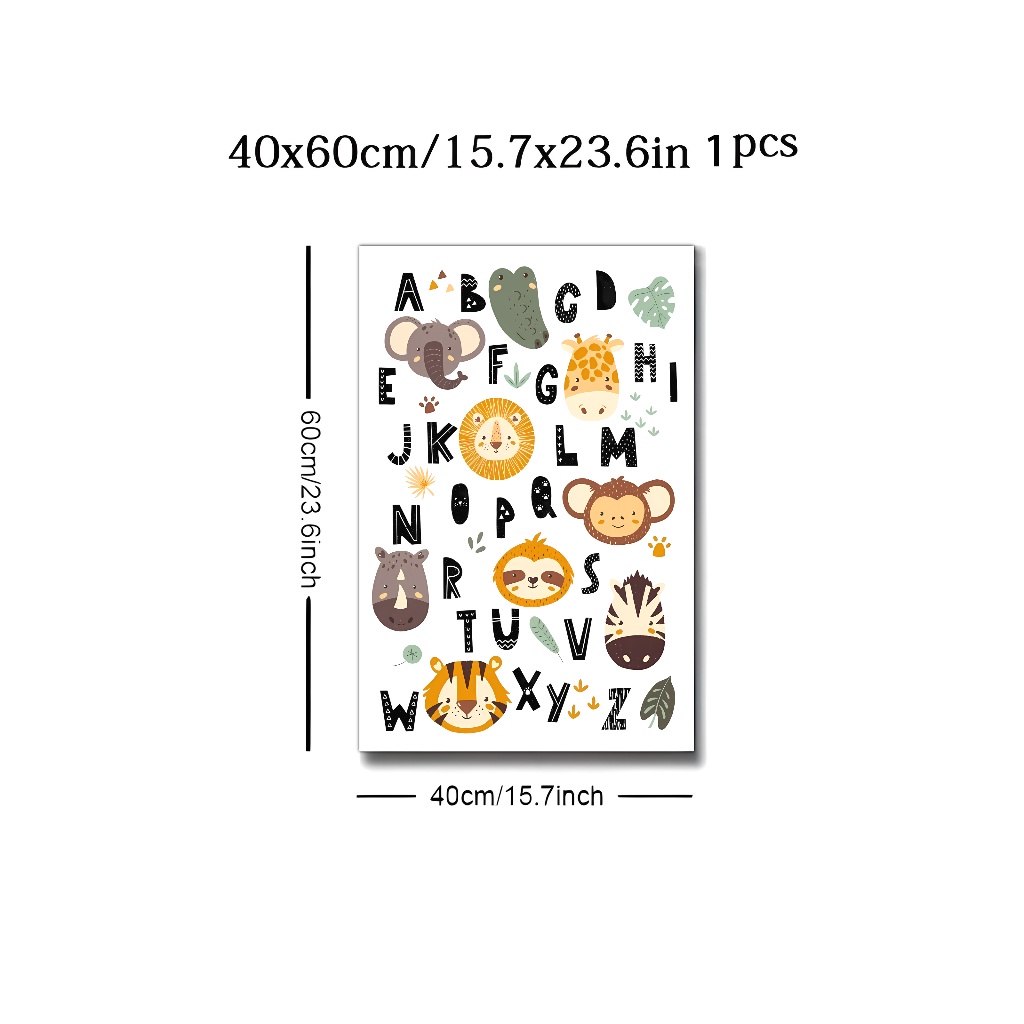 40x60cm/15.7x23.6in 1pcs
60cm/23.6inch
A B C D
E F G H I
J K L M
N O P Q
R S
T U V
W X Y Z
40cm/15.7inch